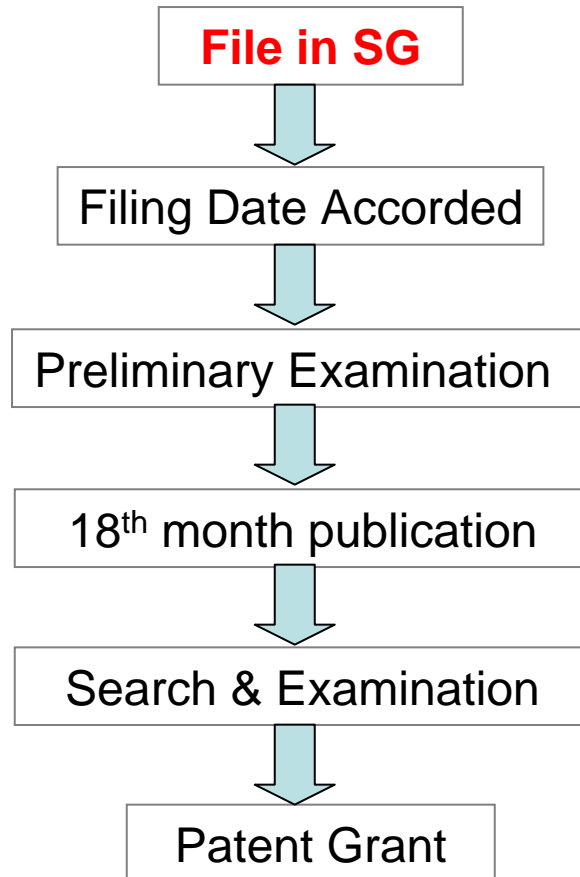 File in SG
Filing Date Accorded
Preliminary Examination
18th month publication
Search & Examination
Patent Grant